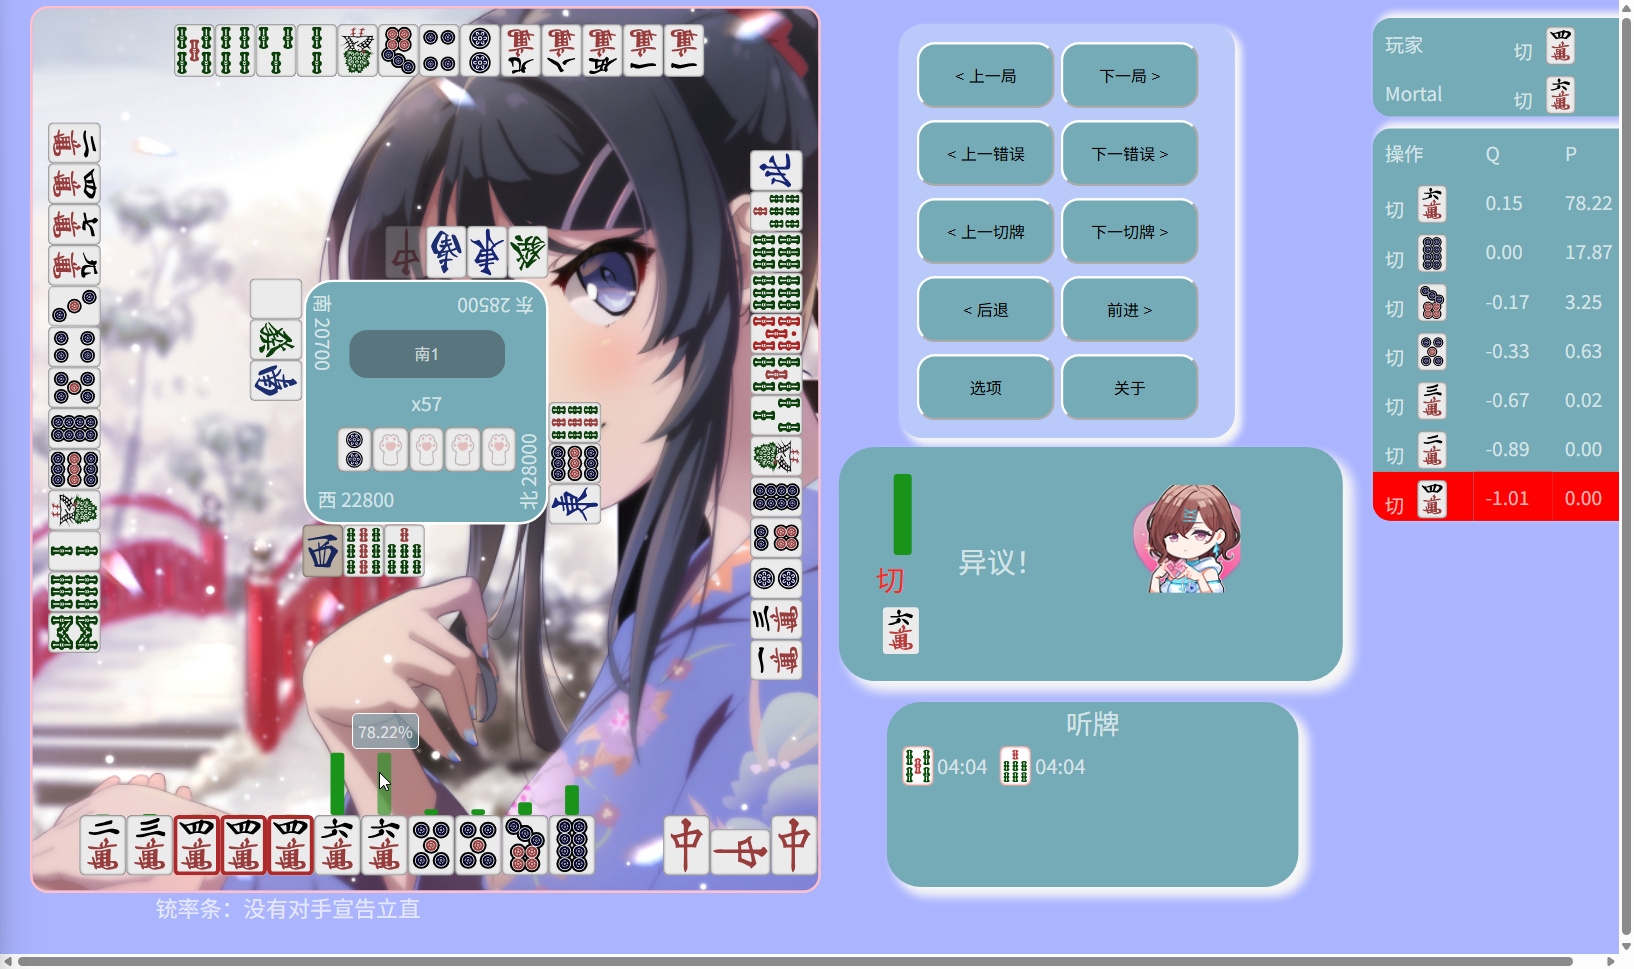 南 20700
东 28500
南1
x57
西 22800
北 28000
78.22%
铳率条：没有对手宣告立直
< 上一局
下一局 >
< 上一错误
下一错误 >
< 上一切牌
下一切牌 >
< 后退
前进 >
选项
关于
切
异议！
听牌
04:04
04:04
玩家 切
Mortal 切
操作 Q P
切 0.15 78.22
切 0.00 17.87
切 -0.17 3.25
切 -0.33 0.63
切 -0.67 0.02
切 -0.89 0.00
切 -1.01 0.00